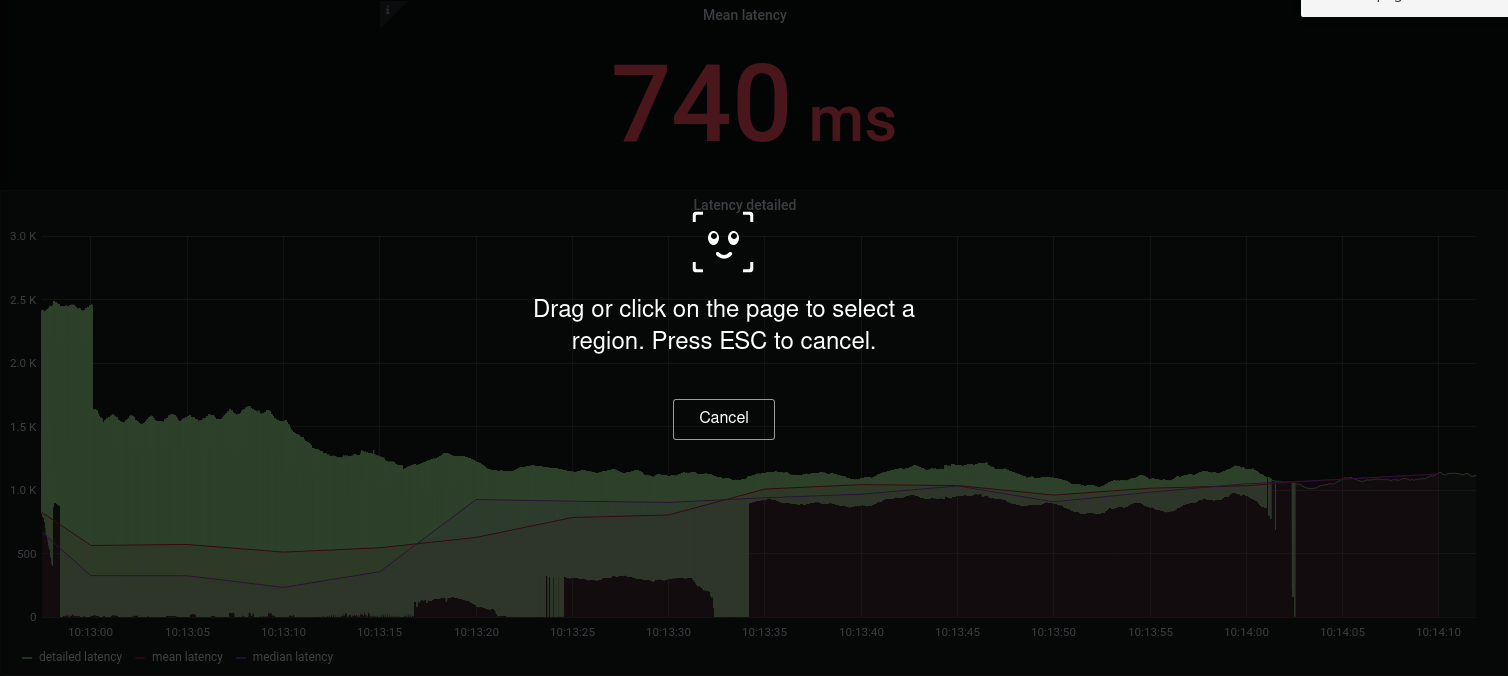 i
Mean latency
740 ms
Latency detailed
3.0 K
2.5 K
2.0 K
1.5 K
1.0 K
500
0
Drag or click on the page to select a
region. Press ESC to cancel.
Cancel
10:13:00 10:13:05 10:13:10 10:13:15 10:13:20 10:13:25 10:13:30 10:13:35 10:13:40 10:13:45 10:13:50 10:13:55 10:14:00 10:14:05 10:14:10
detailed latency mean latency median latency